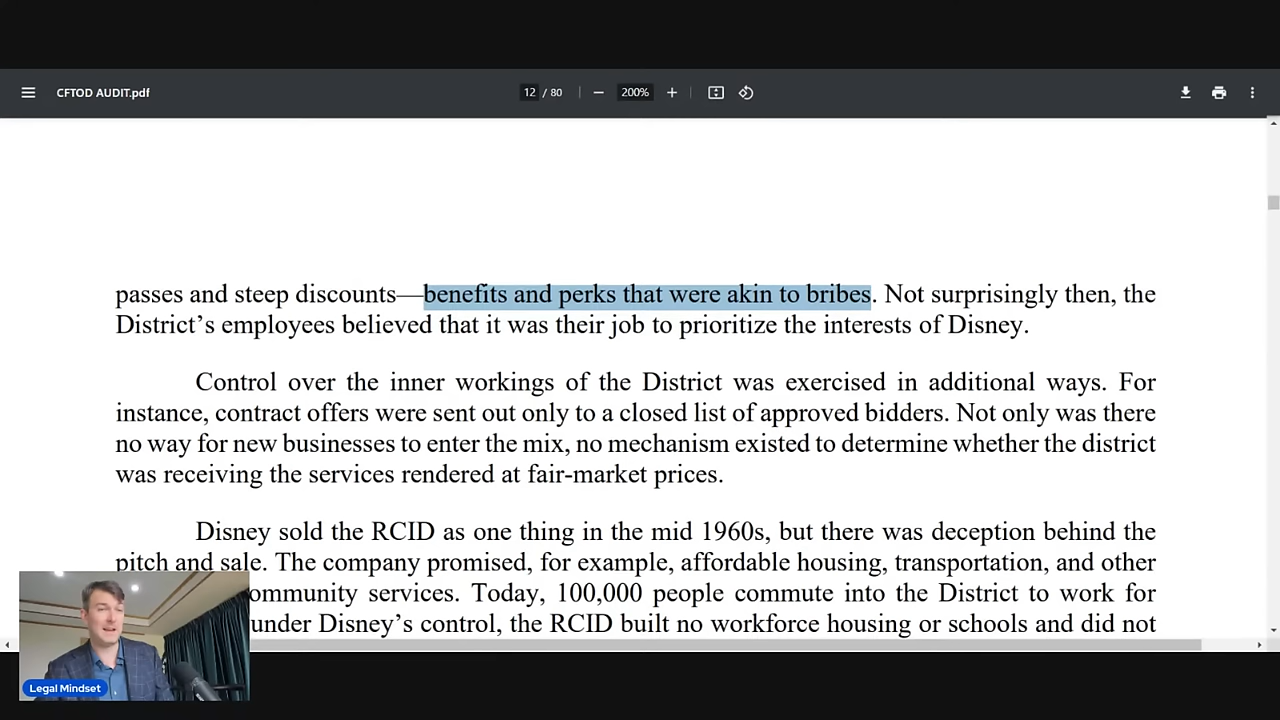 CFTOD AUDIT.pdf
12 / 80
200%
passes and steep discounts—benefits and perks that were akin to bribes. Not surprisingly then, the
District’s employees believed that it was their job to prioritize the interests of Disney.
Control over the inner workings of the District was exercised in additional ways. For
instance, contract offers were sent out only to a closed list of approved bidders. Not only was there
no way for new businesses to enter the mix, no mechanism existed to determine whether the district
was receiving the services rendered at fair-market prices.
Disney sold the RCID as one thing in the mid 1960s, but there was deception behind the
pitch and sale. The company promised, for example, affordable housing, transportation, and other
ommunity services. Today, 100,000 people commute into the District to work for
under Disney’s control, the RCID built no workforce housing or schools and did not
Legal Mindset